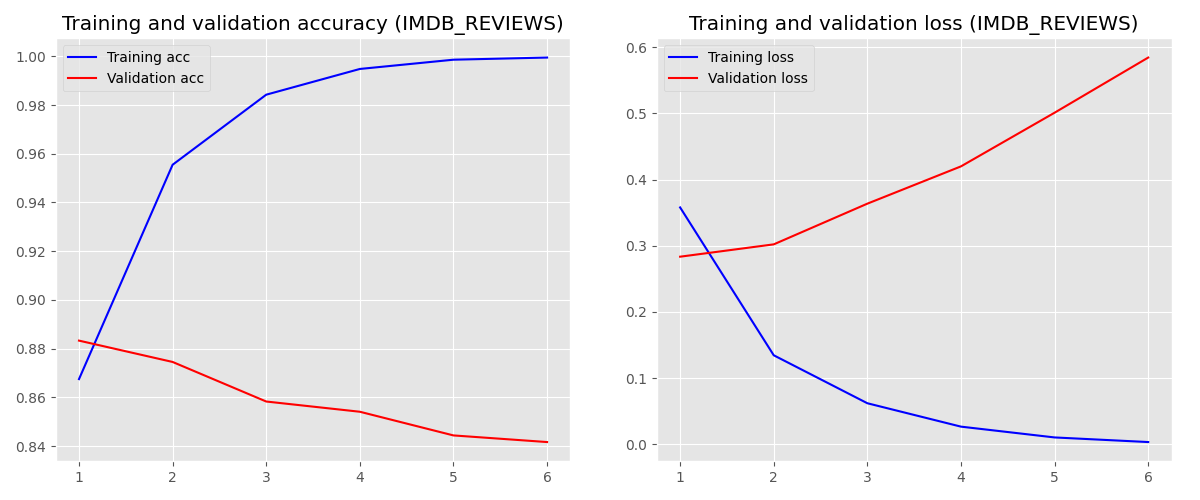 Training and validation accuracy (IMDB_REVIEWS)
Training acc
Validation acc
1.00
0.98
0.96
0.94
0.92
0.90
0.88
0.86
0.84
1 2 3 4 5 6
Training and validation loss (IMDB_REVIEWS)
Training loss
Validation loss
0.6
0.5
0.4
0.3
0.2
0.1
0.0
1 2 3 4 5 6